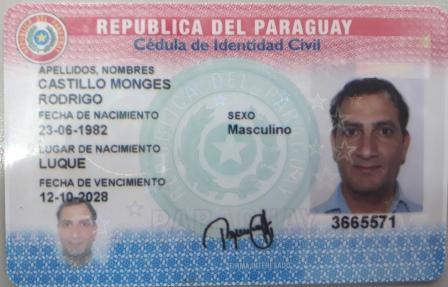 REPUBLICA DEL PARAGUAY
Cédula de Identidad Civil
APELLIDOS, NOMBRES
CASTILLO MONGES
RODRIGO
FECHA DE NACIMIENTO
23-08-1982
SEXO
Masculino
LUGAR DE NACIMIENTO
LUQUE
FECHA DE VENCIMIENTO
12-10-2028
3665571